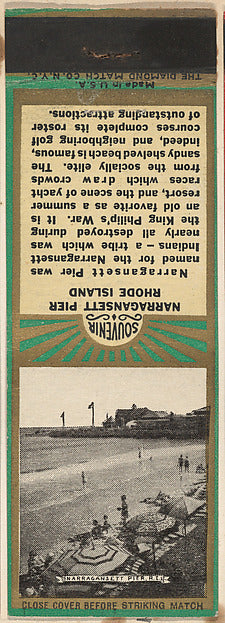 Made in U.S.A.
THE DIAMOND MATCH CO. N.Y.C.
SOUVENIR
NARRAGANSETT PIER
RHODE ISLAND
Narragansett Pier was
named for the Narragansett
Indians – a tribe which was
nearly all destroyed during
the King Philip's War. It is
an old favorite as a summer
resort, and the scene of yacht
races which draw crowds
from the socially elite. The
sandy shelved beach is famous,
indeed, and neighboring golf
courses complete its roster
of outstanding attractions.
NARRAGANSETT PIER, R.I.
CLOSE COVER BEFORE STRIKING MATCH